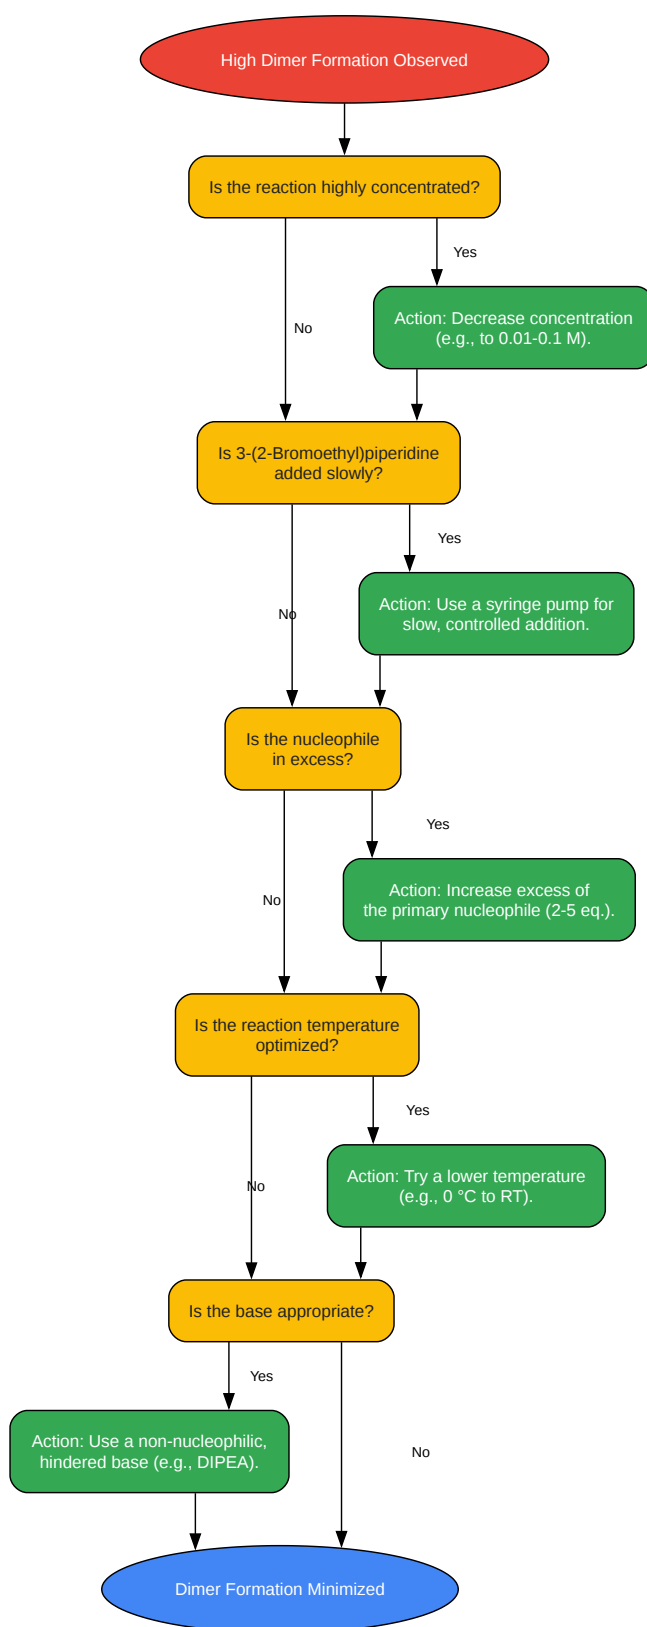 High Dimer Formation Observed
Is the reaction highly concentrated?
Yes
Action: Decrease concentration
(e.g., to 0.01-0.1 M).
No
Is 3-(2-Bromoethyl)piperidine
added slowly?
Yes
Action: Use a syringe pump for
slow, controlled addition.
No
Is the nucleophile
in excess?
Yes
Action: Increase excess of
the primary nucleophile (2-5 eq.).
No
Is the reaction temperature
optimized?
Yes
Action: Try a lower temperature
(e.g., 0 °C to RT).
No
Is the base appropriate?
Yes
Action: Use a non-nucleophilic,
hindered base (e.g., DIPEA).
No
Dimer Formation Minimized